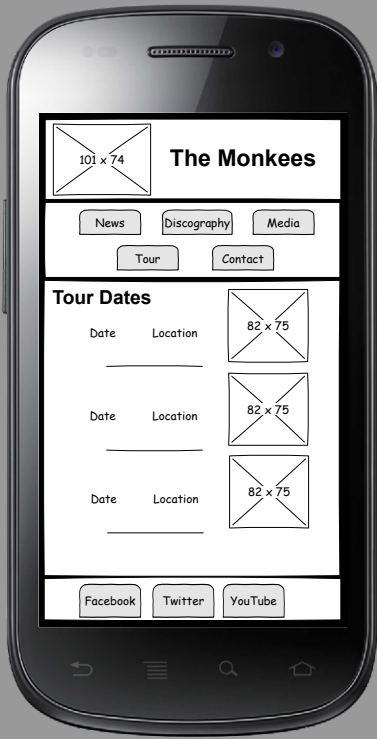 101 x 74
The Monkees
News Discography Media
Tour Contact
Tour Dates
82 x 75
Date Location
82 x 75
Date Location
82 x 75
Date Location
Facebook Twitter YouTube